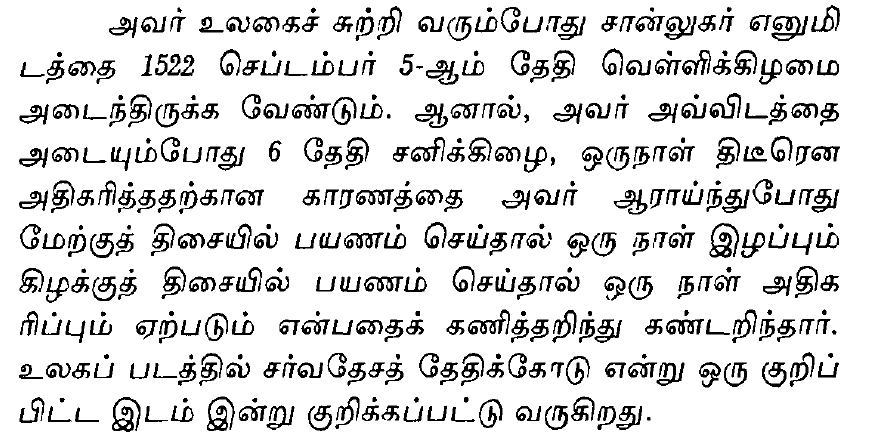 அவர் உலகைச் சுற்றி வரும்போது சான்லுகர் எனுமி
டத்தை 1522 செப்டம்பர் 5-ஆம் தேதி வெள்ளிக்கிழமை
அடைந்திருக்க வேண்டும். ஆனால், அவர் அவ்விடத்தை
அடையும்போது 6 தேதி சனிக்கிழை, ஒருநாள் திடீரென
அதிகரித்ததற்கான காரணத்தை அவர் ஆராய்ந்துபோது
மேற்குத் திசையில் பயணம் செய்தால் ஒரு நாள் இழப்பும்
கிழக்குத் திசையில் பயணம் செய்தால் ஒரு நாள் அதிக
ரிப்பும் ஏற்படும் என்பதைக் கணித்தறிந்து கண்டறிந்தார்.
உலகப் படத்தில் சர்வதேசத் தேதிக்கோடு என்று ஒரு குறிப்
பிட்ட இடம் இன்று குறிக்கப்பட்டு வருகிறது.